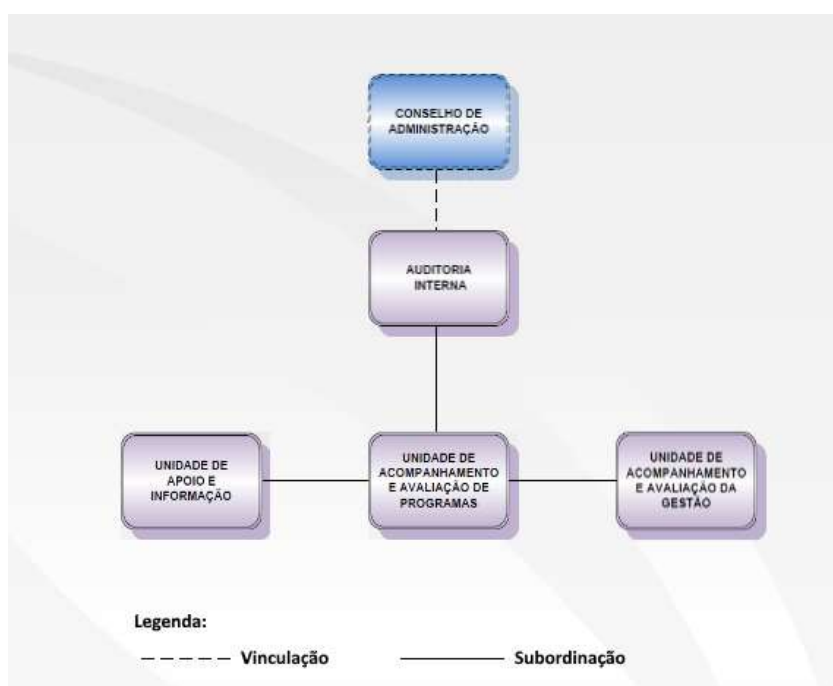 CONSELHO DE
ADMINISTRAÇÃO
AUDITORIA
INTERNA
UNIDADE DE
APOIO E
INFORMAÇÃO
UNIDADE DE
ACOMPANHAMENTO
E AVALIAÇÃO DE
PROGRAMAS
UNIDADE DE
ACOMPANHAMENTO
E AVALIAÇÃO DA
GESTÃO
Legenda:
Vinculação
Subordinação